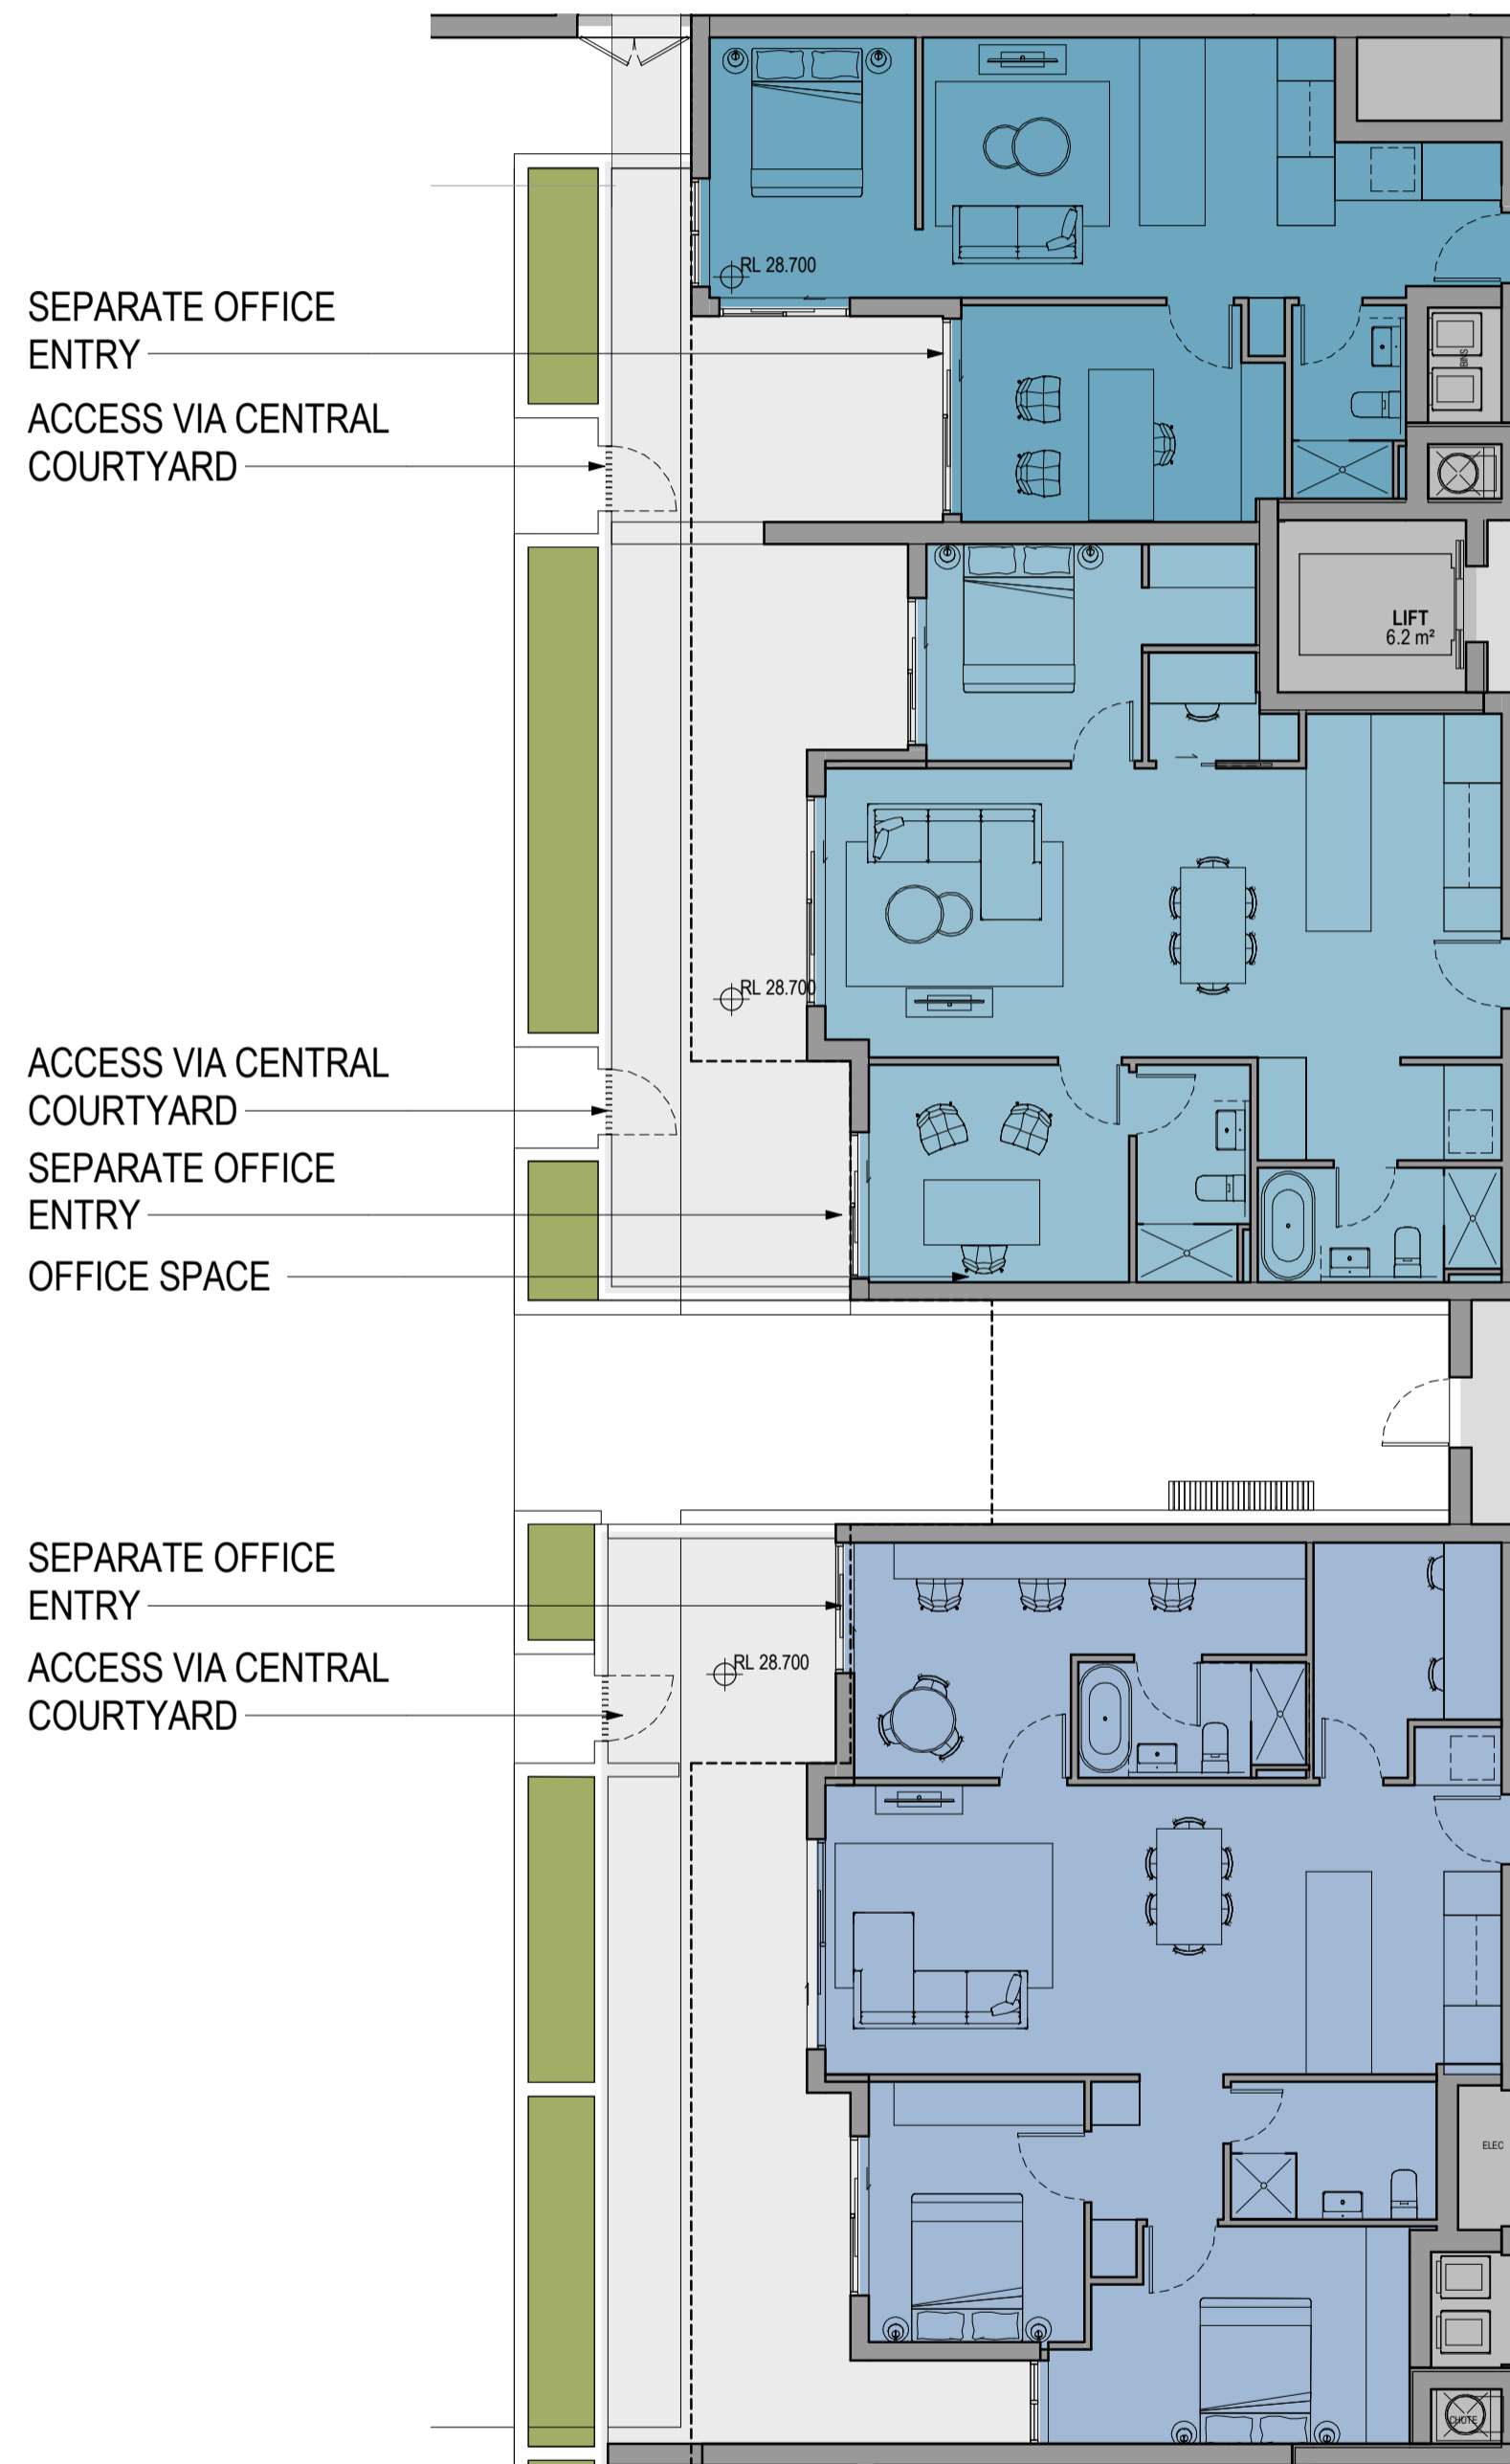 RL 28.700
SEPARATE OFFICE
ENTRY
BINS
ACCESS VIA CENTRAL
COURTYARD
LIFT
6.2 m²
RL 28.700
ACCESS VIA CENTRAL
COURTYARD
SEPARATE OFFICE
ENTRY
OFFICE SPACE
SEPARATE OFFICE
ENTRY
RL 28.700
ACCESS VIA CENTRAL
COURTYARD
ELEC
CHUTE